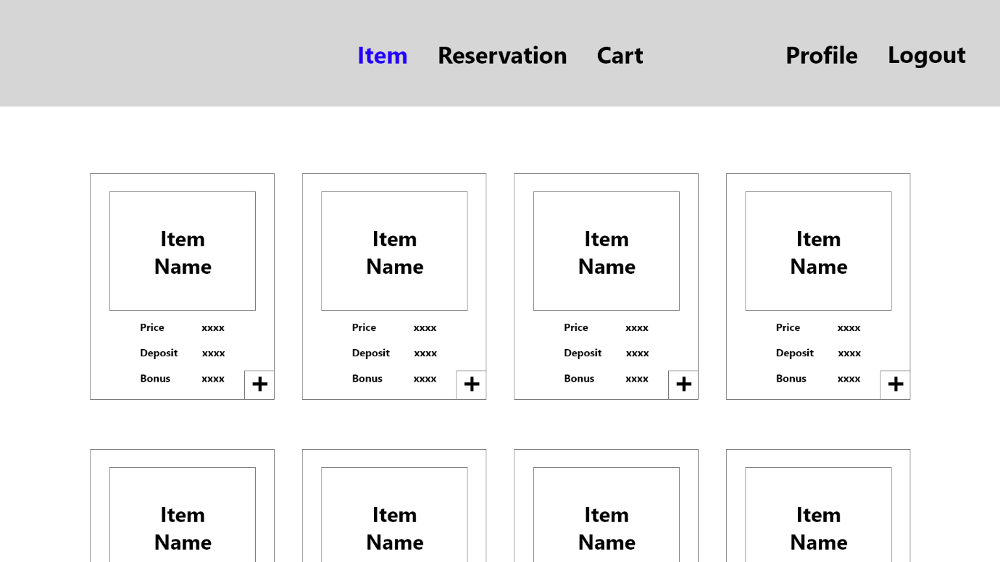 Item Reservation Cart Profile Logout
Item Item Item Item
Name Name Name Name
Price xxxx Price xxxx Price xxxx Price xxxx
Deposit xxxx Deposit xxxx Deposit xxxx Deposit xxxx
Bonus xxxx + Bonus xxxx + Bonus xxxx + Bonus xxxx +
Item Item Item Item
Name Name Name Name